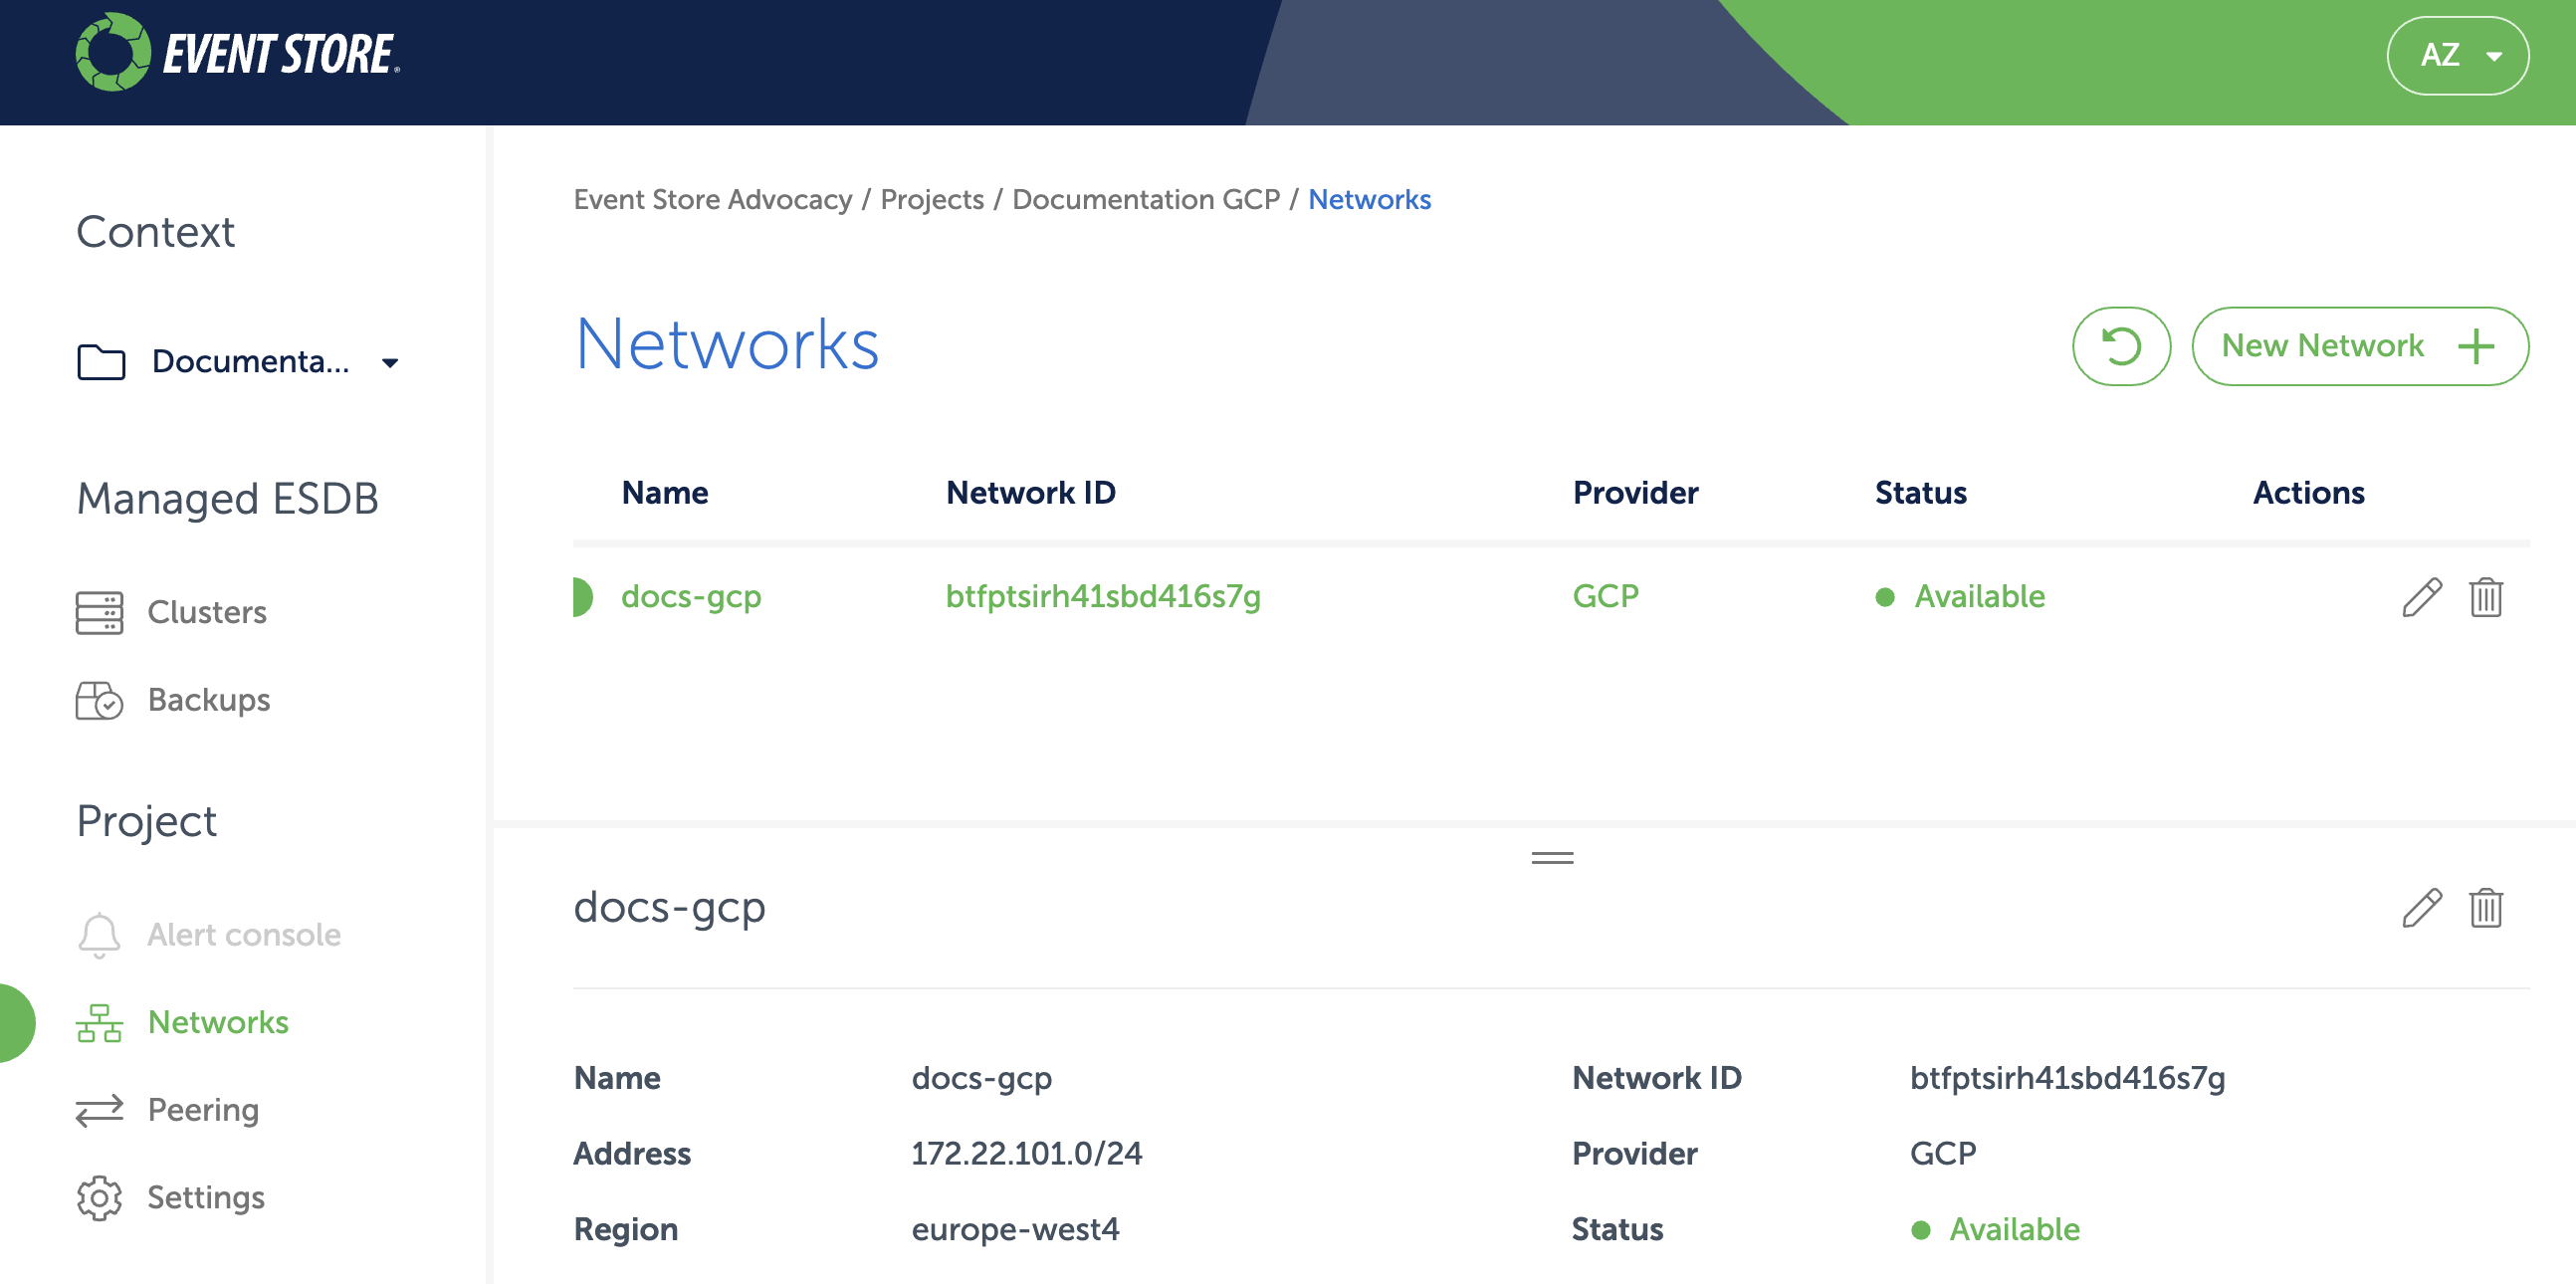 EVENT STORE
AZ
Context
Documenta...
Managed ESDB
Clusters
Backups
Project
Alert console
Networks
Peering
Settings
Event Store Advocacy / Projects / Documentation GCP / Networks
Networks
New Network
Name Network ID Provider Status Actions
docs-gcp btfptsirh41sbd416s7g GCP Available
docs-gcp
Name docs-gcp Network ID btfptsirh41sbd416s7g
Address 172.22.101.0/24 Provider GCP
Region europe-west4 Status Available